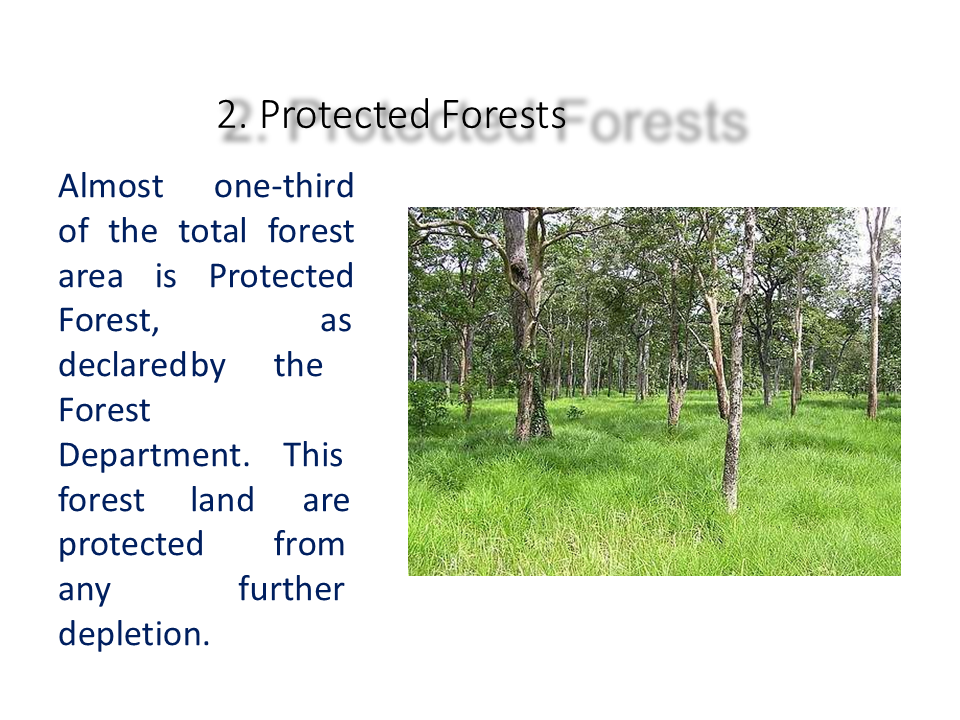 2. Protected Forests
Almost one-third
of the total forest
area is Protected
Forest, as
declaredby the
Forest
Department. This
forest land are
protected from
any further
depletion.